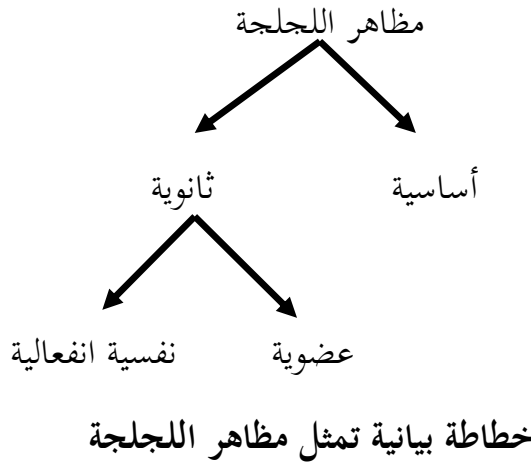 مظاهر اللجلجة
أساسية ثانوية
عضوية نفسية انفعالية
خطاطة بيانية تمثل مظاهر اللجلجة